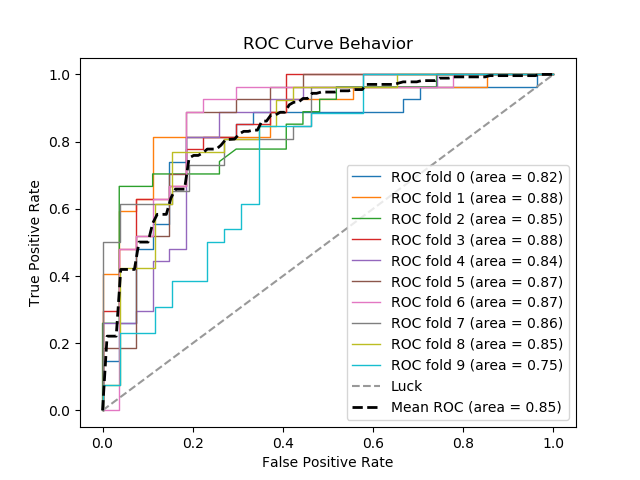 ROC Curve Behavior
True Positive Rate
1.0
0.8
0.6
0.4
0.2
0.0
ROC fold 0 (area = 0.82)
ROC fold 1 (area = 0.88)
ROC fold 2 (area = 0.85)
ROC fold 3 (area = 0.88)
ROC fold 4 (area = 0.84)
ROC fold 5 (area = 0.87)
ROC fold 6 (area = 0.87)
ROC fold 7 (area = 0.86)
ROC fold 8 (area = 0.85)
ROC fold 9 (area = 0.75)
Luck
Mean ROC (area = 0.85)
0.0 0.2 0.4 0.6 0.8 1.0
False Positive Rate